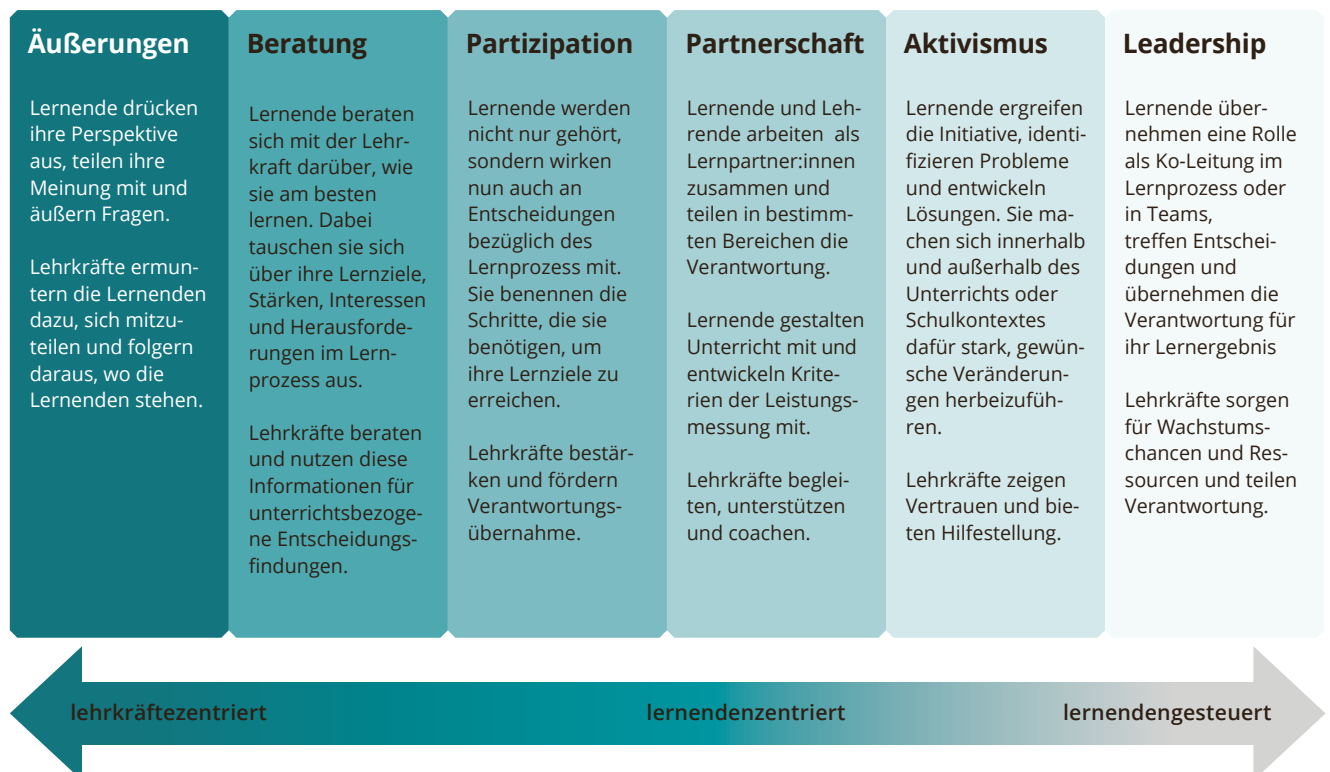 Äußerungen
Lernende drücken
ihre Perspektive
aus, teilen ihre
Meinung mit und
äußern Fragen.
Lehrkräfte ermun-
tern die Lernenden
dazu, sich mitzu-
teilen und folgern
daraus, wo die
Lernenden stehen.
Beratung
Lernende beraten
sich mit der Lehr-
kraft darüber, wie
sie am besten
lernen. Dabei
tauschen sie sich
über ihre Lernziele,
Stärken, Interessen
und Herausforde-
rungen im Lern-
prozess aus.
Lehrkräfte beraten
und nutzen diese
Informationen für
unterrichtsbezoge-
ne Entscheidungs-
findungen.
Partizipation
Lernende werden
nicht nur gehört,
sondern wirken
nun auch an
Entscheidungen
bezüglich des
Lernprozess mit.
Sie benennen die
Schritte, die sie
benötigen, um
ihre Lernziele zu
erreichen.
Lehrkräfte bestär-
ken und fördern
Verantwortungs-
übernahme.
Partnerschaft
Lernende und Leh-
rende arbeiten als
Lernpartner:innen
zusammen und
teilen in bestimm-
ten Bereichen die
Verantwortung.
Lernende gestalten
Unterricht mit und
entwickeln Krite-
rien der Leistungs-
messung mit.
Lehrkräfte beglei-
ten, unterstützen
und coachen.
Aktivismus
Lernende ergreifen
die Initiative, identi-
fizieren Probleme
und entwickeln
Lösungen. Sie ma-
chen sich innerhalb
und außerhalb des
Unterrichts oder
Schulkontextes
dafür stark, gewün-
sche Veränderun-
gen herbeizufüh-
ren.
Lehrkräfte zeigen
Vertrauen und bie-
ten Hilfestellung.
Leadership
Lernende über-
nehmen eine Rolle
als Ko-Leitung im
Lernprozess oder
in Teams,
treffen Entschei-
dungen und
übernehmen die
Verantwortung für
ihr Lernergebnis
Lehrkräfte sorgen
für Wachstums-
chancen und Res-
sourcen und teilen
Verantwortung.
lehrkräftezentriert
lernendenzentriert
lernendengesteuert